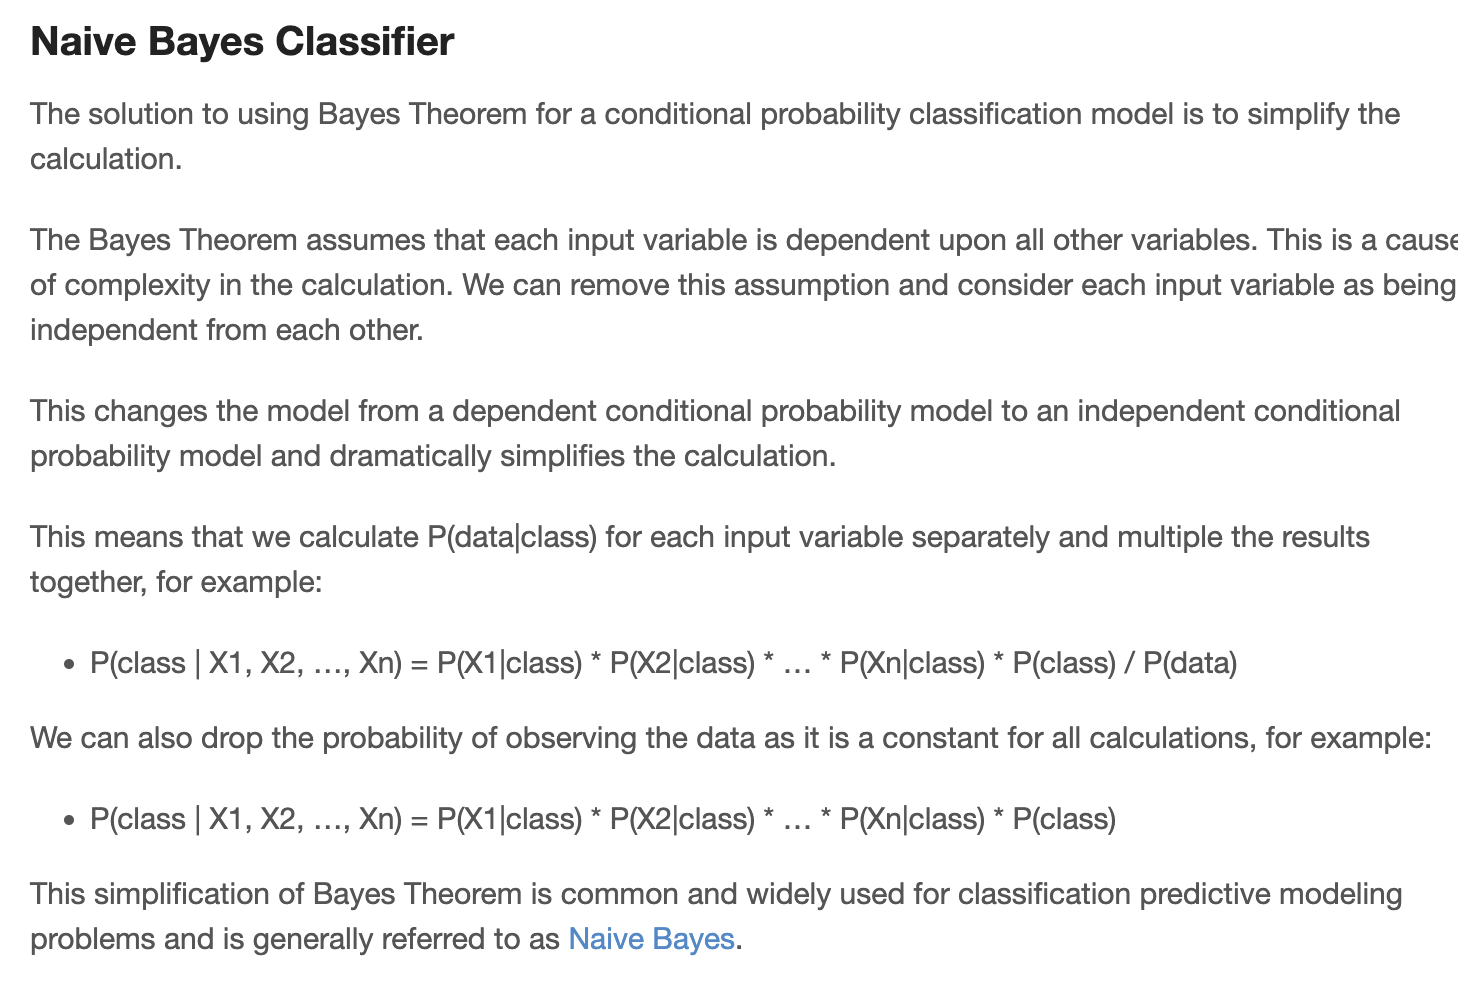 Naive Bayes Classifier
The solution to using Bayes Theorem for a conditional probability classification model is to simplify the
calculation.
The Bayes Theorem assumes that each input variable is dependent upon all other variables. This is a cause
of complexity in the calculation. We can remove this assumption and consider each input variable as being
independent from each other.
This changes the model from a dependent conditional probability model to an independent conditional
probability model and dramatically simplifies the calculation.
This means that we calculate P(data|class) for each input variable separately and multiple the results
together, for example:
• P(class | X1, X2, …, Xn) = P(X1|class) * P(X2|class) * … * P(Xn|class) * P(class) / P(data)
We can also drop the probability of observing the data as it is a constant for all calculations, for example:
• P(class | X1, X2, …, Xn) = P(X1|class) * P(X2|class) * … * P(Xn|class) * P(class)
This simplification of Bayes Theorem is common and widely used for classification predictive modeling
problems and is generally referred to as Naive Bayes.